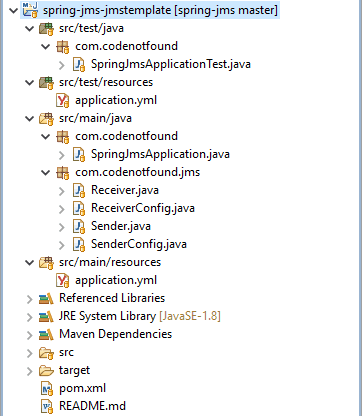 spring-jms-jmstemplate [spring-jms master]
src/test/java
com.codenotfound
SpringJmsApplicationTest.java
src/test/resources
application.yml
src/main/java
com.codenotfound
SpringJmsApplication.java
com.codenotfound.jms
Receiver.java
ReceiverConfig.java
Sender.java
SenderConfig.java
src/main/resources
application.yml
Referenced Libraries
JRE System Library [JavaSE-1.8]
Maven Dependencies
src
target
pom.xml
README.md